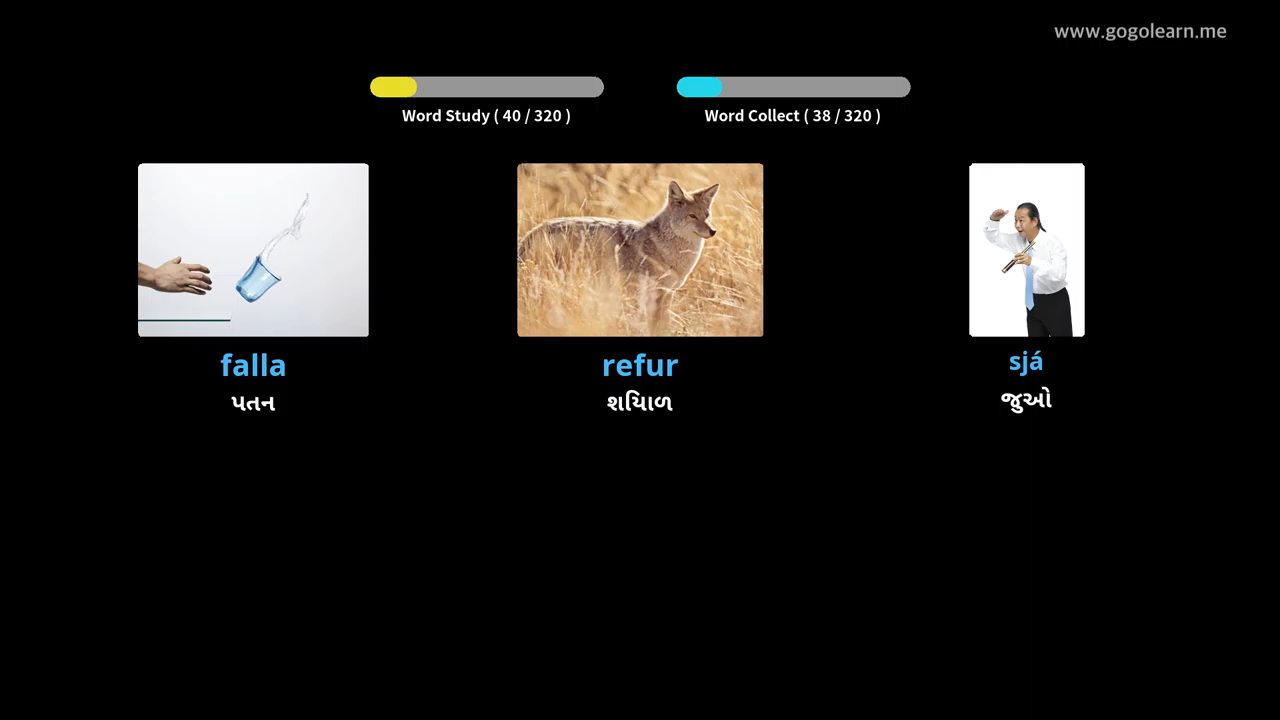 www.gogolearn.me
Word Study ( 40 / 320 )
Word Collect ( 38 / 320 )
falla
refur
sjá
પતન
શિયાળ
જુઓ